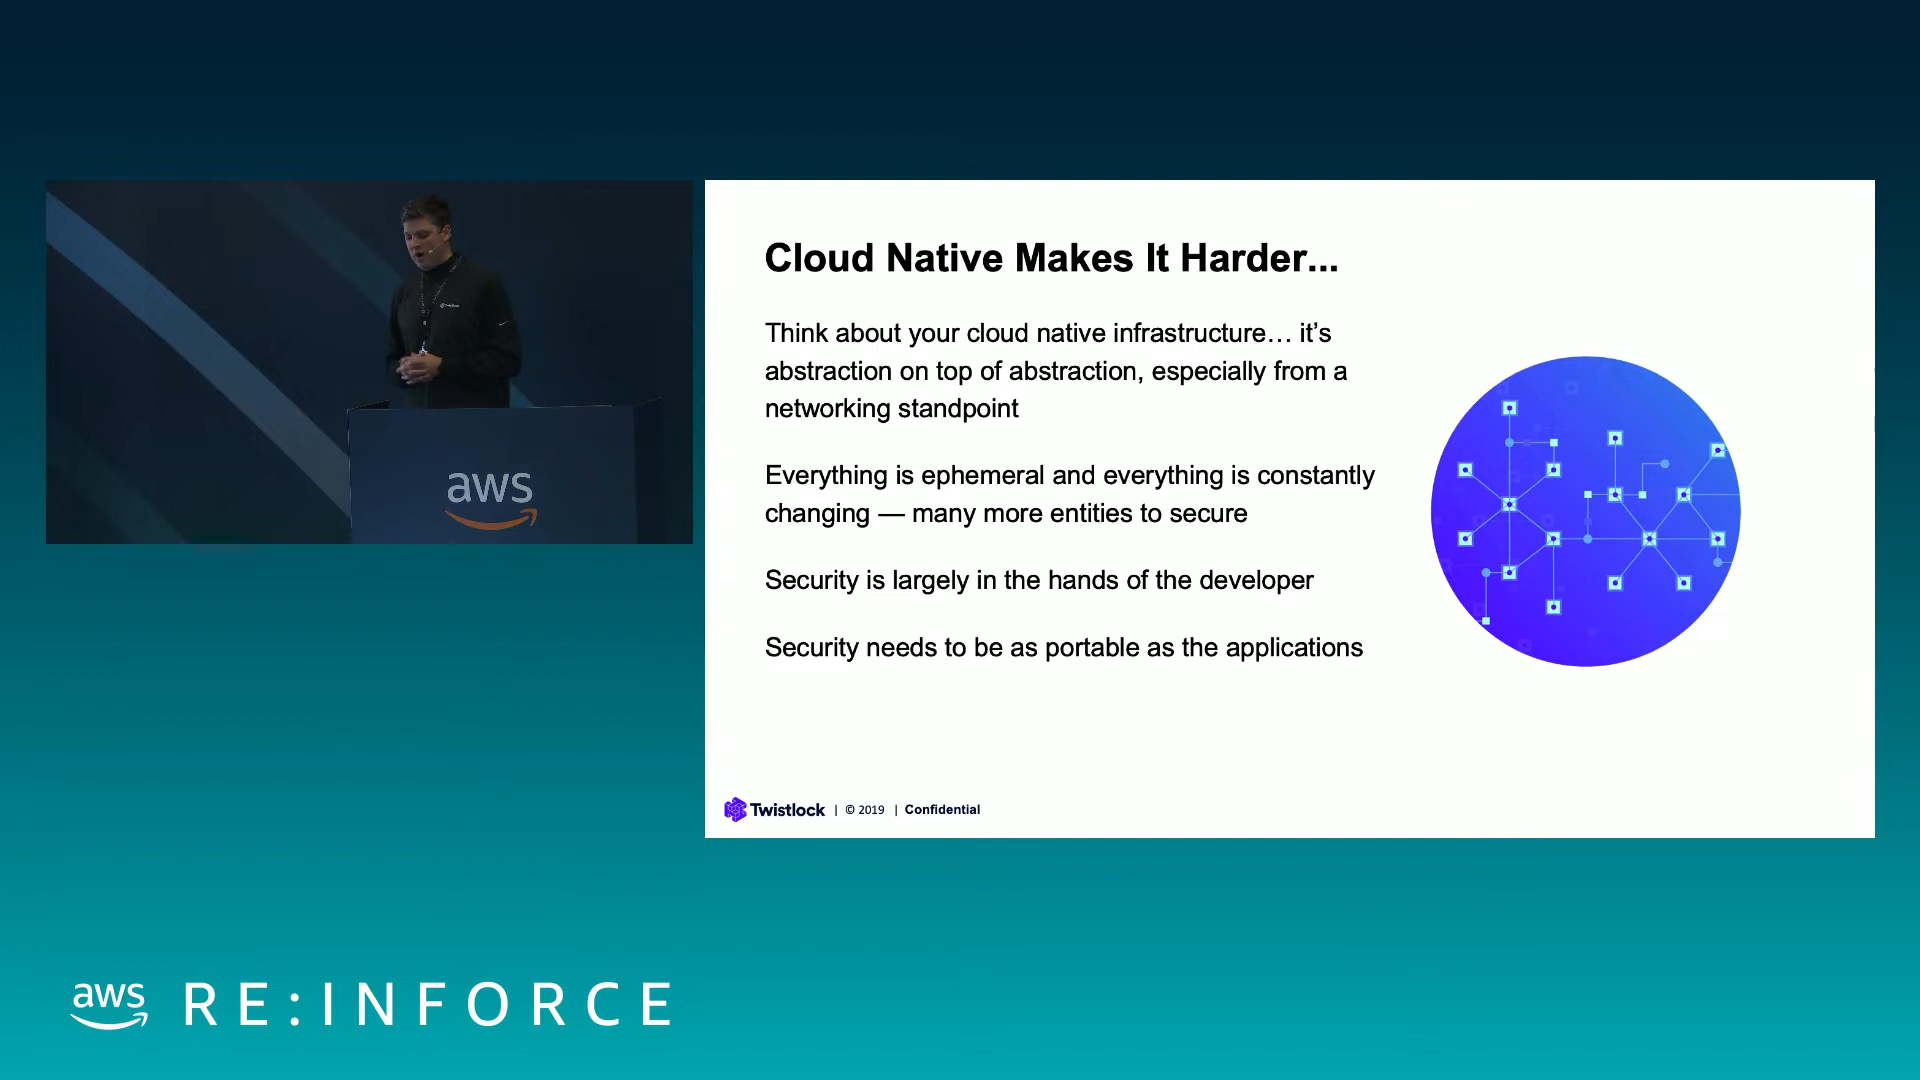 aws
Cloud Native Makes It Harder...
Think about your cloud native infrastructure… it’s
abstraction on top of abstraction, especially from a
networking standpoint
Everything is ephemeral and everything is constantly
changing — many more entities to secure
Security is largely in the hands of the developer
Security needs to be as portable as the applications
Twistlock | © 2019 | Confidential
aws RE:INFORCE